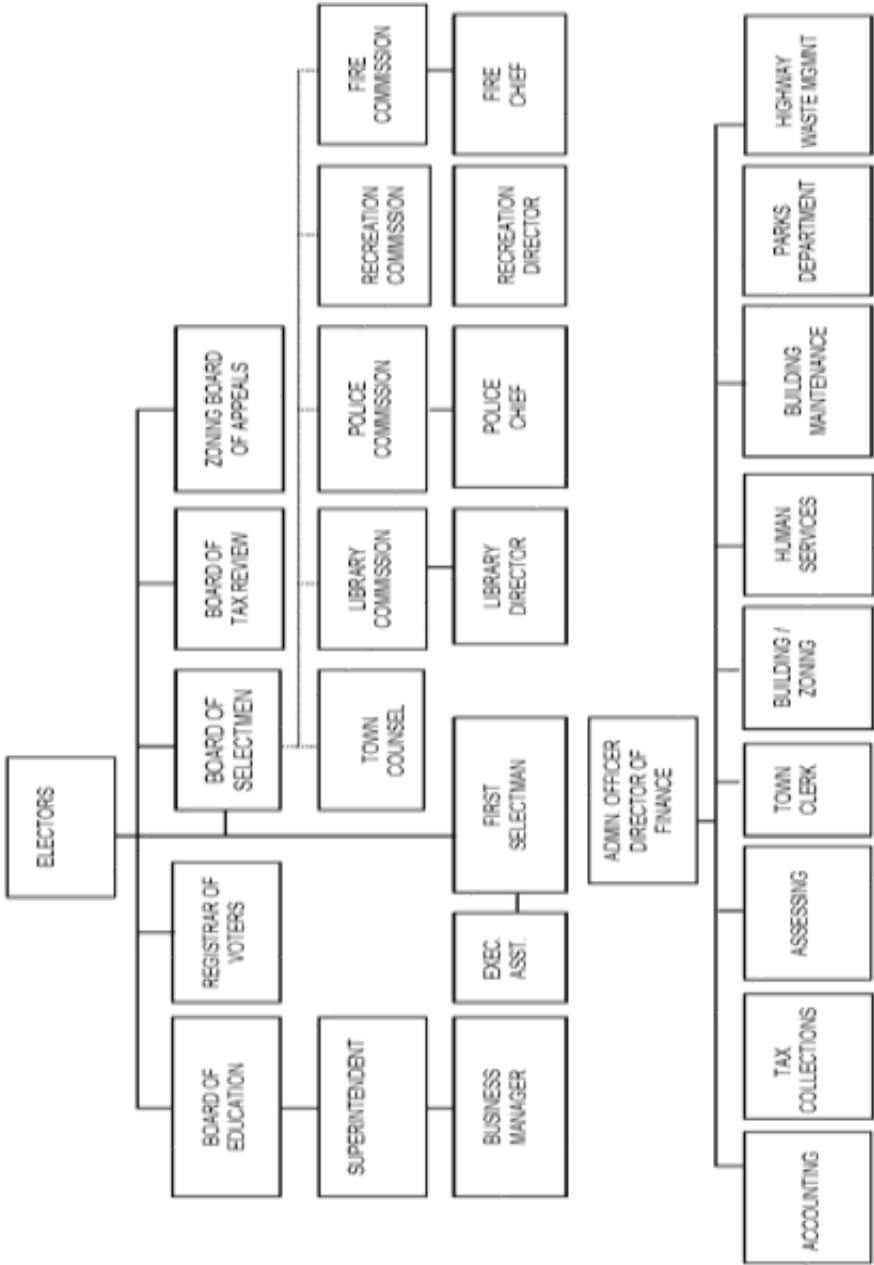 ELECTORS
BOARD OF
EDUCATION
REGISTRAR OF
VOTERS
BOARD OF
SELECTMEN
BOARD OF
TAX REVIEW
ZONING BOARD
OF APPEALS
SUPERINTENDENT
TOWN
COUNSEL
LIBRARY
COMMISSION
POLICE
COMMISSION
RECREATION
COMMISSION
FIRE
COMMISSION
BUSINESS
MANAGER
EXEC.
ASST.
FIRST
SELECTMAN
LIBRARY
DIRECTOR
POLICE
CHIEF
RECREATION
DIRECTOR
FIRE
CHIEF
ADMIN. OFFICER
DIRECTOR OF
FINANCE
ACCOUNTING
TAX
COLLECTIONS
ASSESSING
TOWN
CLERK
BUILDING /
ZONING
HUMAN
SERVICES
BUILDING
MAINTENANCE
PARKS
DEPARTMENT
HIGHWAY
WASTE MGMNT